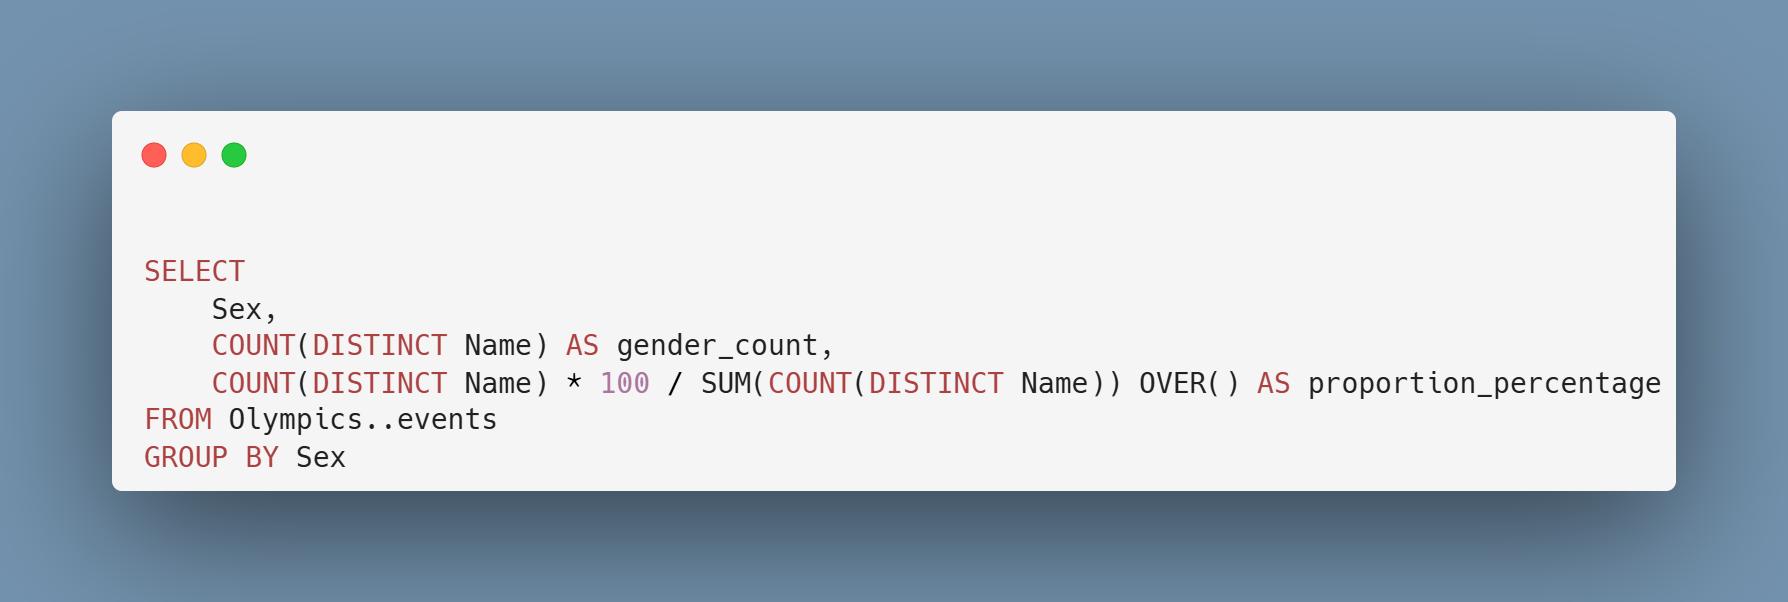 SELECT
    Sex,
    COUNT(DISTINCT Name) AS gender_count,
    COUNT(DISTINCT Name) * 100 / SUM(COUNT(DISTINCT Name)) OVER() AS proportion_percentage
FROM Olympics..events
GROUP BY Sex